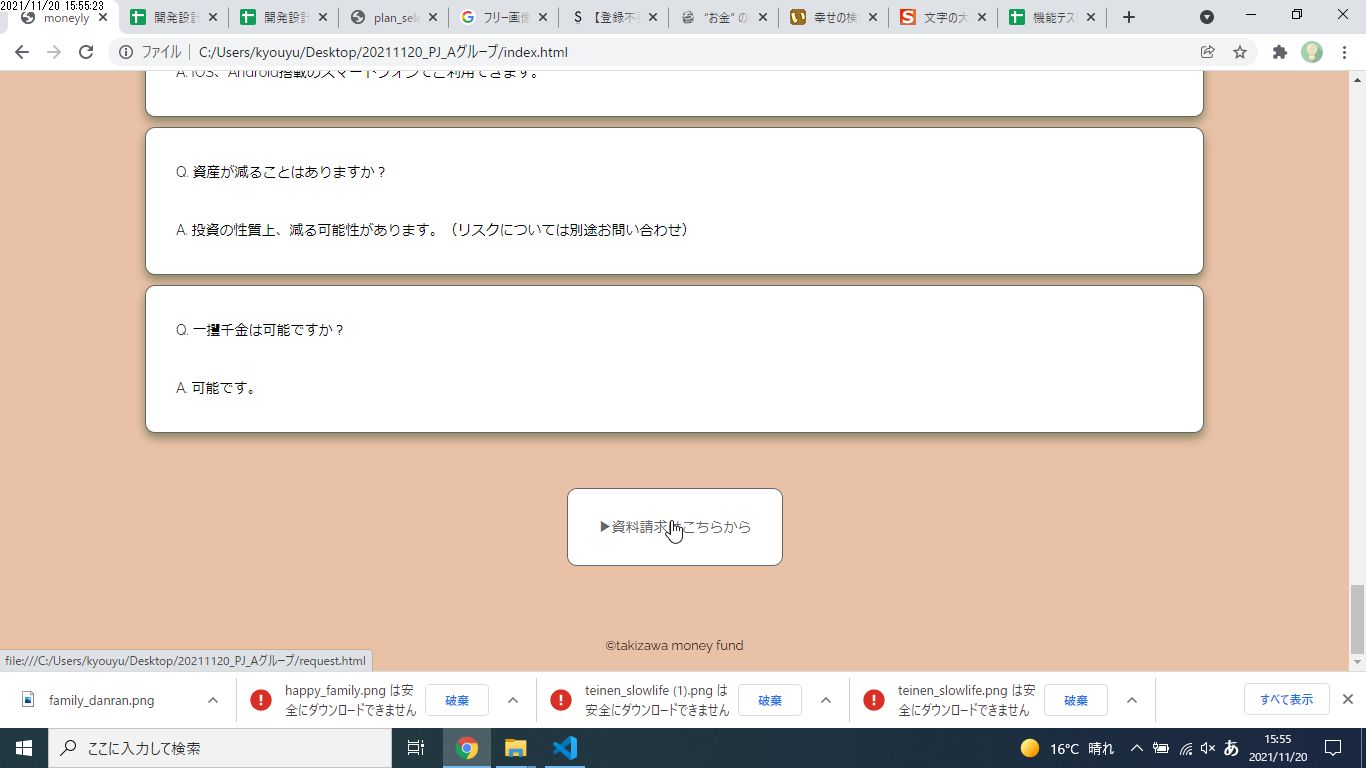 2021/11/20 15:55:23
moneyly
開発設計
開発設計
plan_sele
フリー画像
【登録不要
“お金” の
幸せの検
文字の大
機能テス
ファイル C:/Users/kyouyu/Desktop/20211120_PJ_Aグループ/index.html
A. iOS、Android搭載のスマートフォンでご利用できます。
Q. 資産が減ることはありますか？
A. 投資の性質上、減る可能性があります。（リスクについては別途お問い合わせ）
Q. 一攫千金は可能ですか？
A. 可能です。
▶資料請求はこちらから
©takizawa money fund
file:///C:/Users/kyouyu/Desktop/20211120_PJ_Aグループ/request.html
family_danran.png
happy_family.png は安
全にダウンロードできません
破棄
teinen_slowlife (1).png は
安全にダウンロードできません
破棄
teinen_slowlife.png は安
全にダウンロードできません
破棄
すべて表示
ここに入力して検索
16°C 晴れ
あ
15:55
2021/11/20